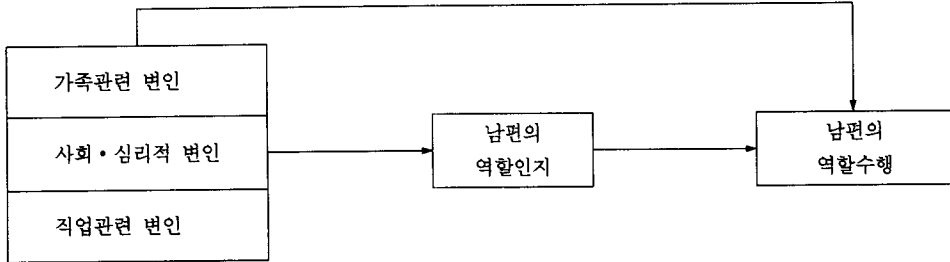 가족관련 변인
사회•심리적 변인
직업관련 변인
남편의
역할인지
남편의
역할수행